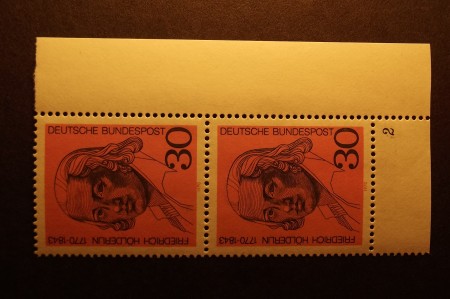 DEUTSCHE BUNDESPOST
30
FRIEDRICH HÖLDERLIN 1770-1843
DEUTSCHE BUNDESPOST
30
FRIEDRICH HÖLDERLIN 1770-1843
2